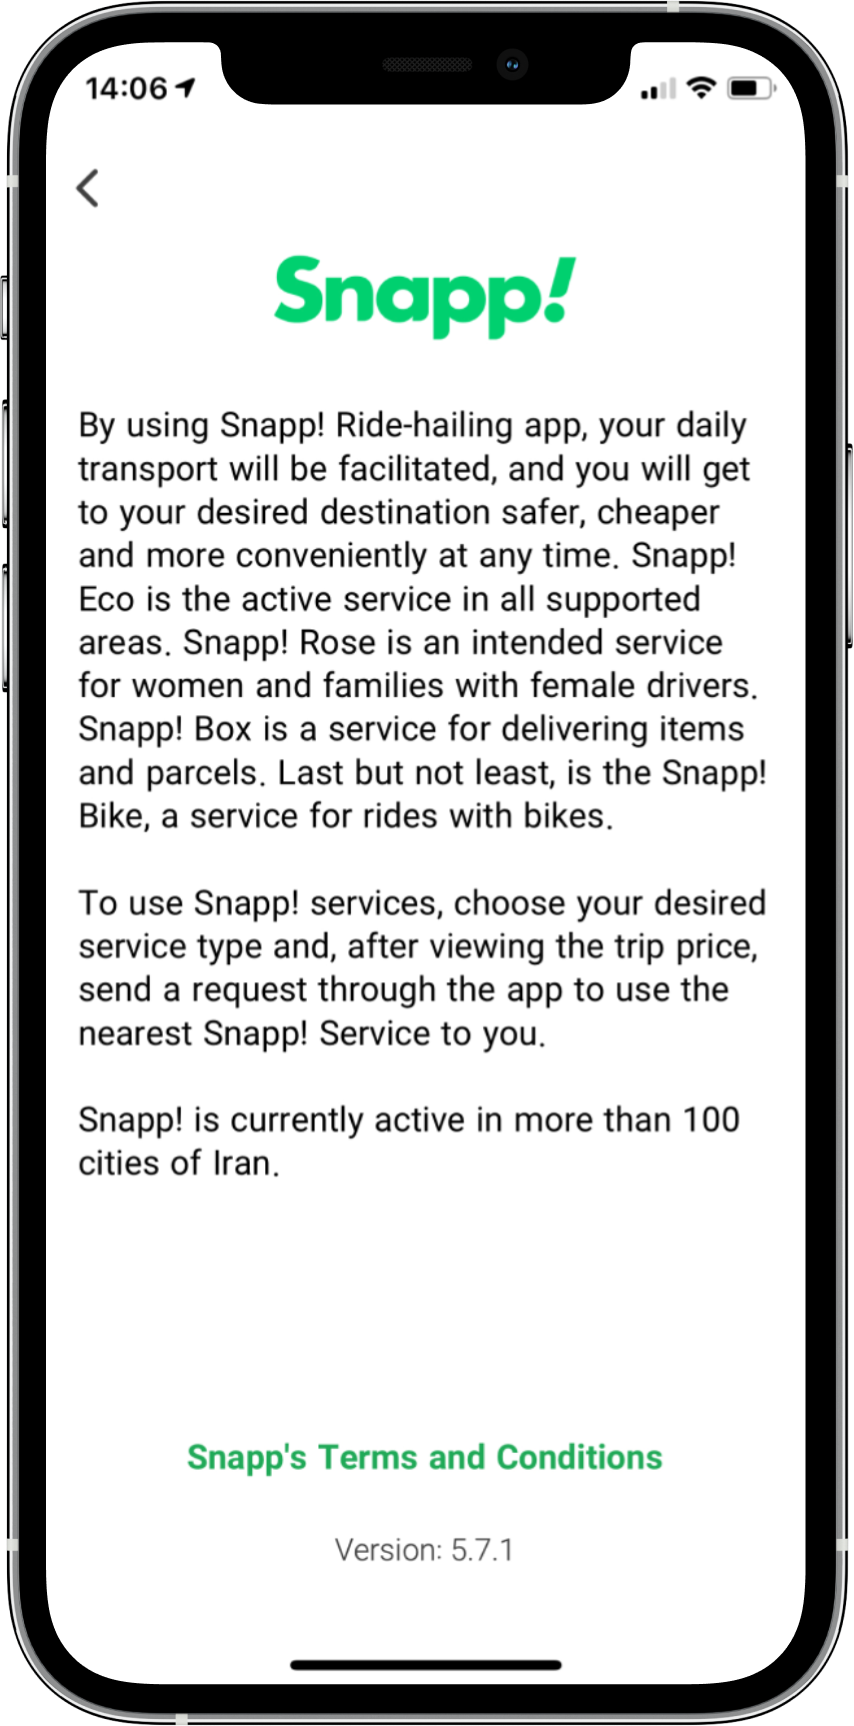 14:06
Snapp!
By using Snapp! Ride-hailing app, your daily
transport will be facilitated, and you will get
to your desired destination safer, cheaper
and more conveniently at any time. Snapp!
Eco is the active service in all supported
areas. Snapp! Rose is an intended service
for women and families with female drivers.
Snapp! Box is a service for delivering items
and parcels. Last but not least, is the Snapp!
Bike, a service for rides with bikes.
To use Snapp! services, choose your desired
service type and, after viewing the trip price,
send a request through the app to use the
nearest Snapp! Service to you.
Snapp! is currently active in more than 100
cities of Iran.
Snapp's Terms and Conditions
Version: 5.7.1